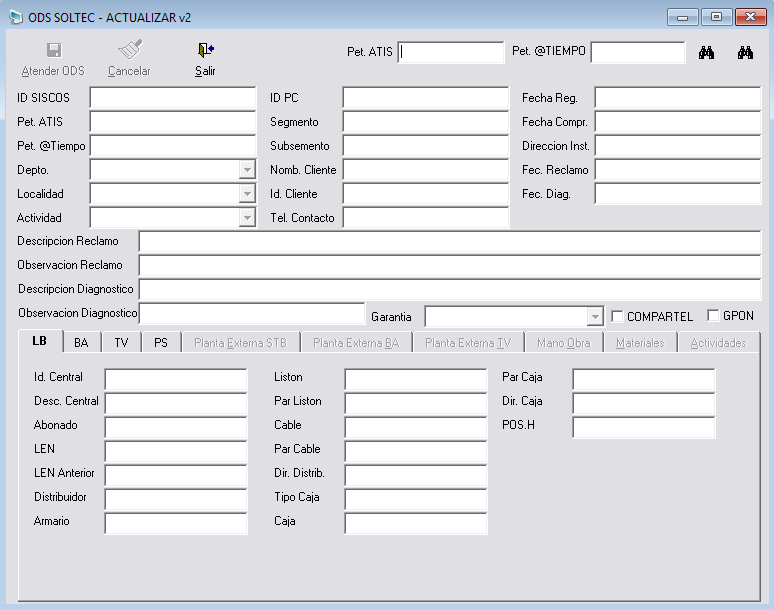 ODS SOLTEC - ACTUALIZAR v2
Atender ODS Cancelar Salir Pet. ATIS Pet. @TIEMPO
ID SISCOS ID PC Fecha Reg.
Pet. ATIS Segmento Fecha Compr.
Pet. @Tiempo Subsemento Direccion Inst.
Depto. Nomb. Cliente Fec. Reclamo
Localidad Id. Cliente Fec. Diag.
Actividad Tel. Contacto
Descripcion Reclamo
Observacion Reclamo
Descripcion Diagnostico
Observacion Diagnostico Garantia COMPARTEL GPON
LB BA TV PS Planta Externa STB Planta Externa BA Planta Externa TV Mano Obra Materiales Actividades
Id. Central Liston Par Caja
Desc. Central Par Liston Dir. Caja
Abonado Cable POS.H
LEN Par Cable
LEN Anterior Dir. Distrib.
Distribuidor Tipo Caja
Armario Caja